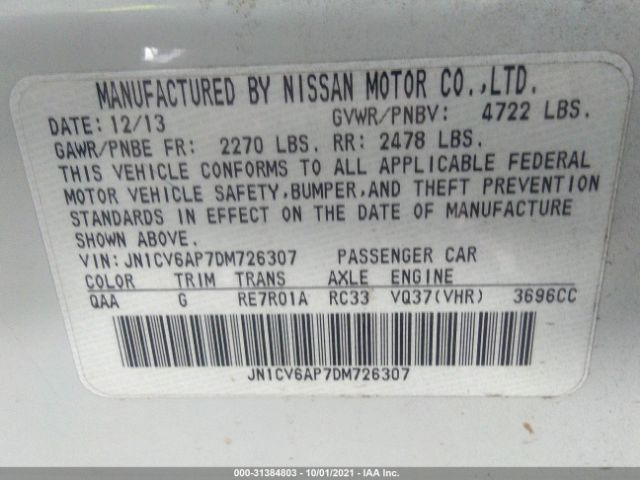 MANUFACTURED BY NISSAN MOTOR CO.,LTD.
DATE: 12/13 GVWR/PNBV: 4722 LBS.
GAWR/PNBE FR: 2270 LBS. RR: 2478 LBS.
THIS VEHICLE CONFORMS TO ALL APPLICABLE FEDERAL
MOTOR VEHICLE SAFETY,BUMPER,AND THEFT PREVENTION
STANDARDS IN EFFECT ON THE DATE OF MANUFACTURE
SHOWN ABOVE.
VIN: JN1CV6AP7DM726307 PASSENGER CAR
COLOR TRIM TRANS AXLE ENGINE
QAA G RE7R01A RC33 VQ37(VHR) 3696CC
JN1CV6AP7DM726307
000-31384803 - 10/01/2021 - IAA Inc.